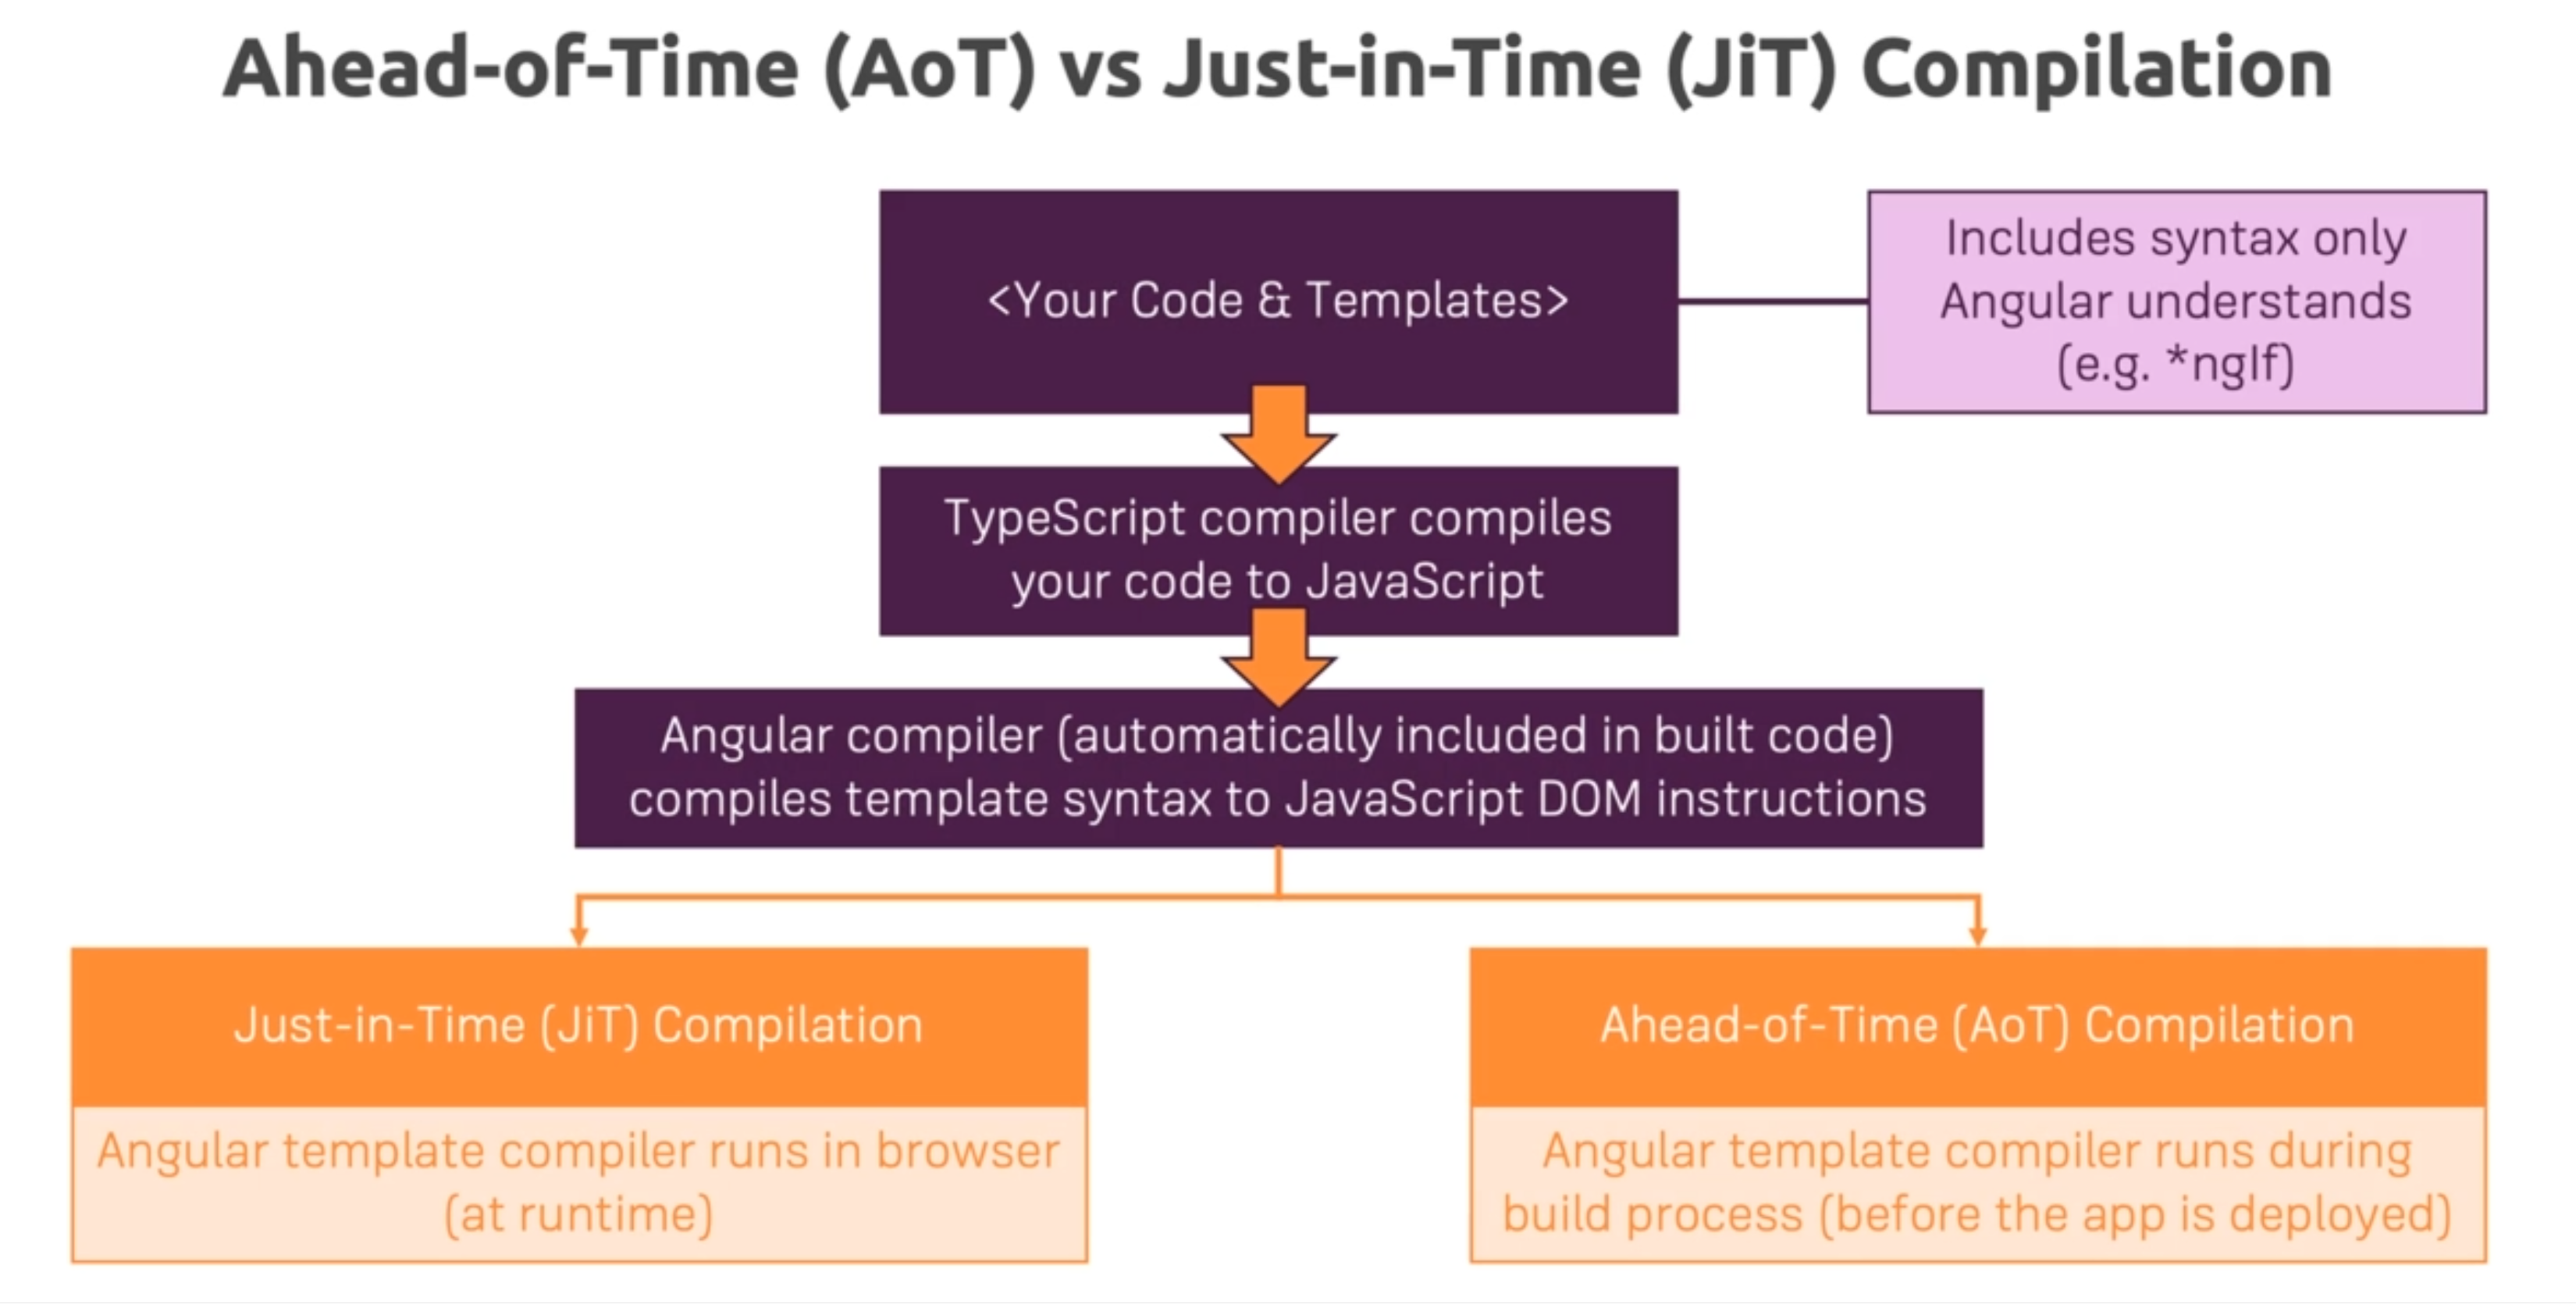 Ahead-of-Time (AoT) vs Just-in-Time (JiT) Compilation
<Your Code & Templates>
Includes syntax only
Angular understands
(e.g. *ngIf)
TypeScript compiler compiles
your code to JavaScript
Angular compiler (automatically included in built code)
compiles template syntax to JavaScript DOM instructions
Just-in-Time (JiT) Compilation
Angular template compiler runs in browser
(at runtime)
Ahead-of-Time (AoT) Compilation
Angular template compiler runs during
build process (before the app is deployed)